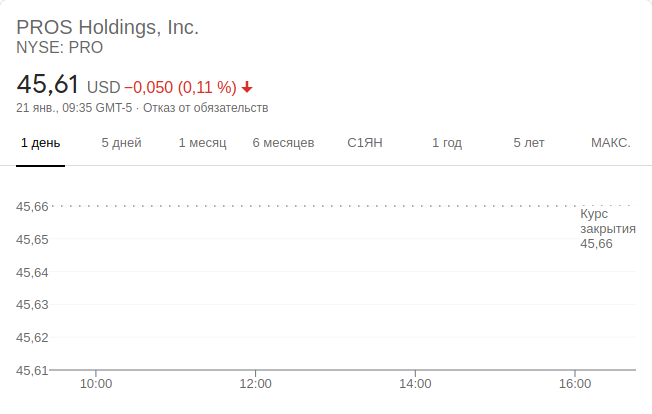 PROS Holdings, Inc.
NYSE: PRO
45,61 USD −0,050 (0,11 %)
21 янв., 09:35 GMT-5 · Отказ от обязательств
1 день 5 дней 1 месяц 6 месяцев С1ЯН 1 год 5 лет МАКС.
45,66
Курс
закрытия
45,66
45,65
45,64
45,63
45,62
45,61
10:00 12:00 14:00 16:00